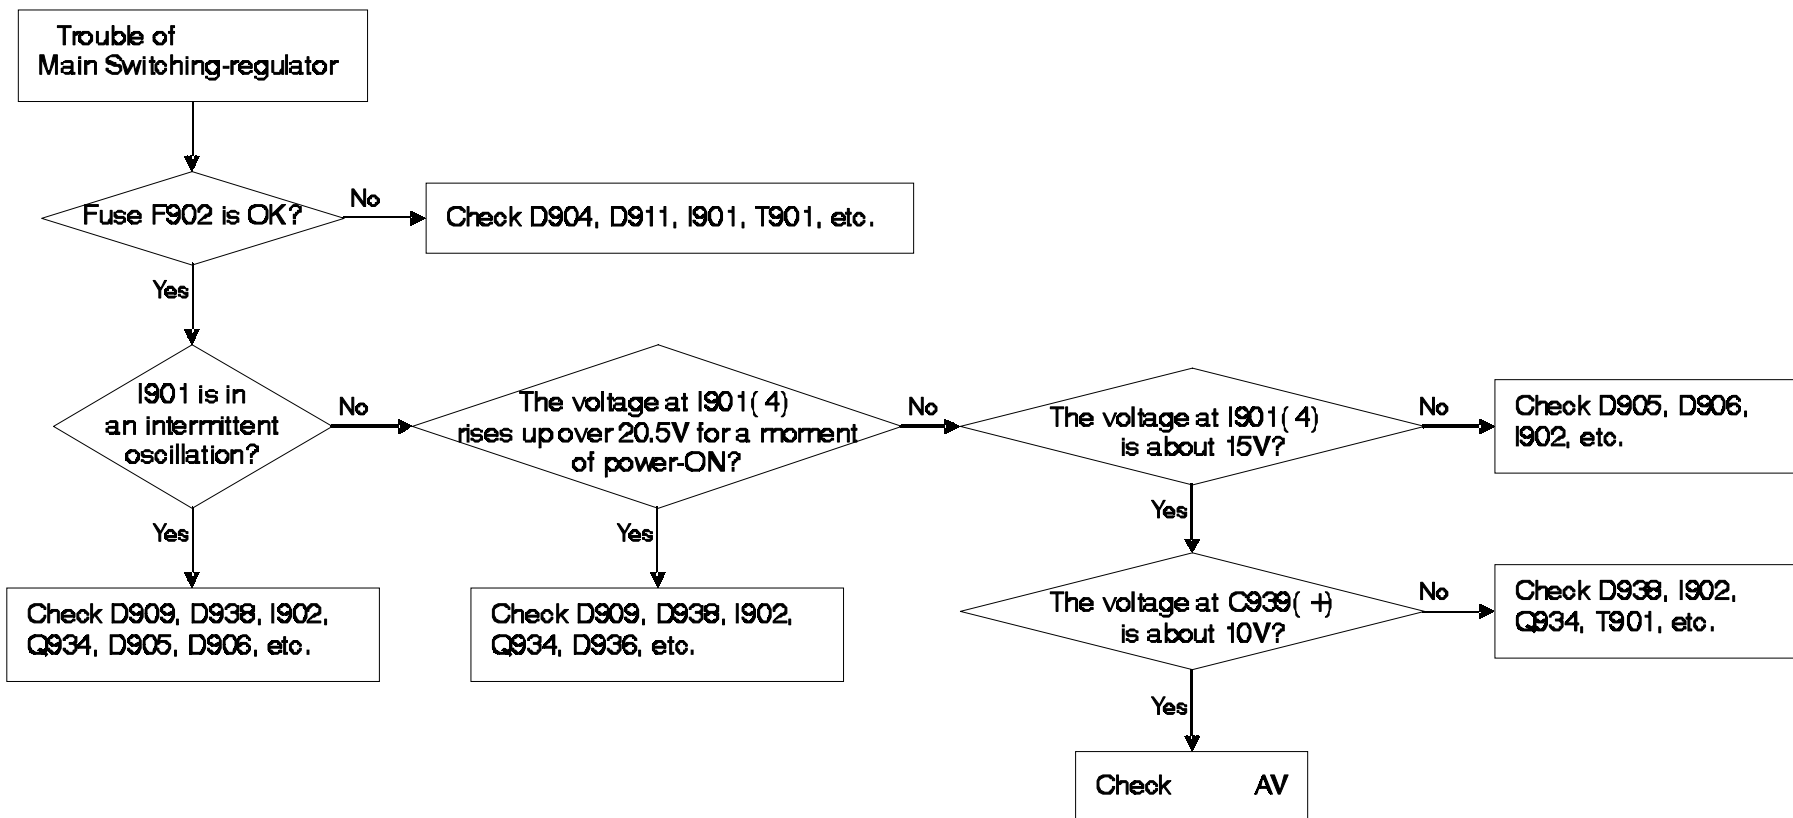 Trouble of
Main Switching-regulator
Fuse F902 is OK?
No
Check D904, D911, I901, T901, etc.
Yes
I901 is in
an intermittent
oscillation?
No
The voltage at I901( 4)
rises up over 20.5V for a moment
of power-ON?
No
The voltage at I901( 4)
is about 15V?
No
Check D905, D906,
I902, etc.
Yes
Check D909, D938, I902,
Q934, D905, D906, etc.
Yes
Check D909, D938, I902,
Q934, D936, etc.
Yes
The voltage at C939( +)
is about 10V?
No
Check D938, I902,
Q934, T901, etc.
Yes
Check AV